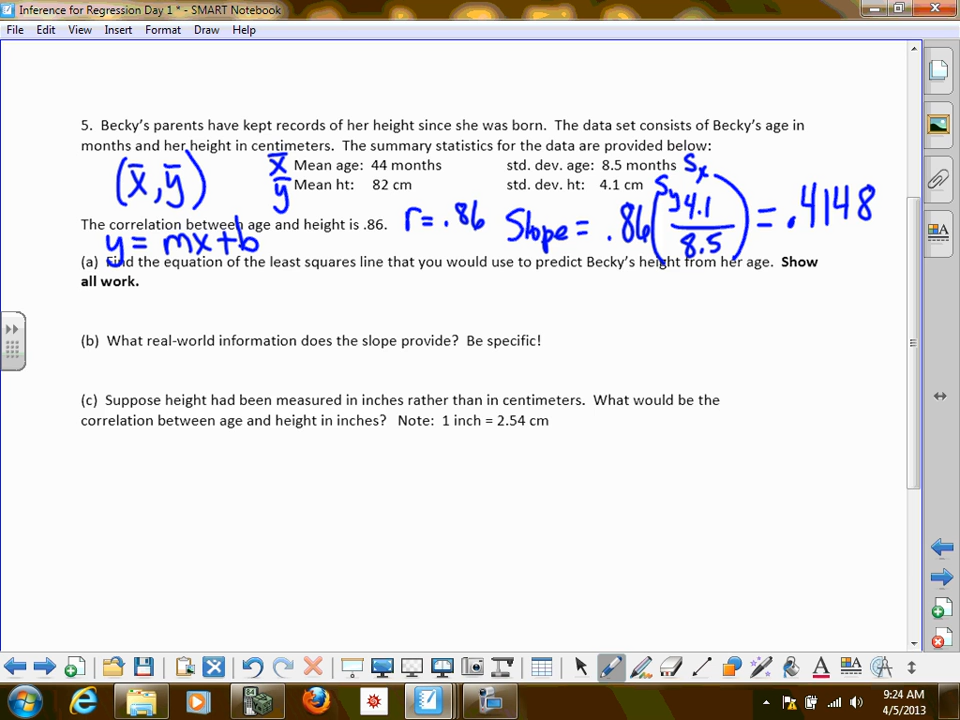 Inference for Regression Day 1 * - SMART Notebook
File Edit View Insert Format Draw Help
5. Becky's parents have kept records of her height since she was born. The data set consists of Becky's age in
months and her height in centimeters. The summary statistics for the data are provided below:
(x̄, ȳ) x̄ Mean age: 44 months std. dev. age: 8.5 months Sx
ȳ Mean ht: 82 cm std. dev. ht: 4.1 cm Sy
The correlation between age and height is .86. r = .86 Slope = .86(4.1/8.5) = .4148
y = mx + b
(a) Find the equation of the least squares line that you would use to predict Becky's height from her age. Show
all work.
(b) What real-world information does the slope provide? Be specific!
(c) Suppose height had been measured in inches rather than in centimeters. What would be the
correlation between age and height in inches? Note: 1 inch = 2.54 cm
9:24 AM
4/5/2013